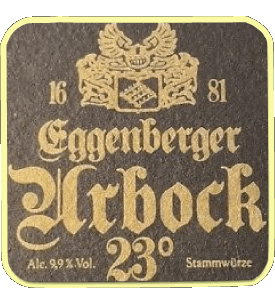 16 81
Eggenberger
Urbock
23°
Alc. 9,9 % Vol. Stammwürze